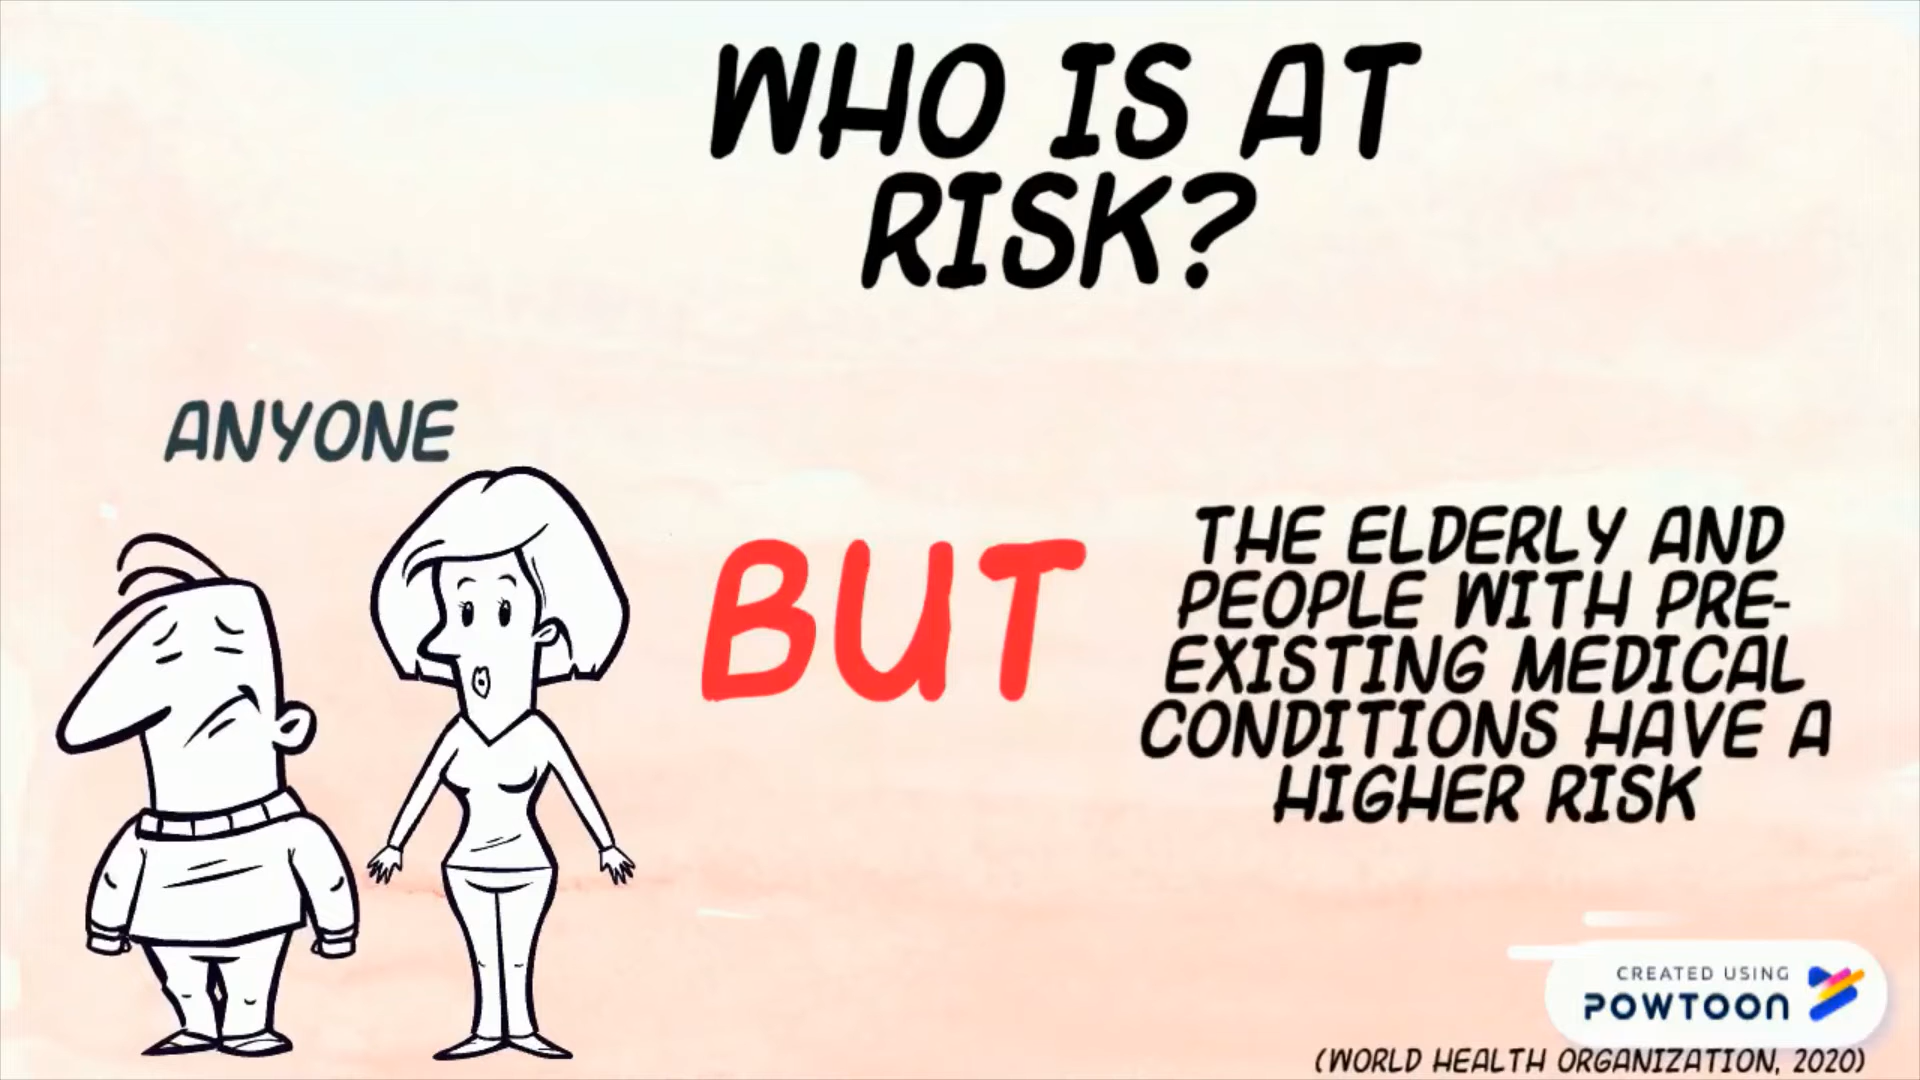 WHO IS AT
RISK?
ANYONE
BUT
THE ELDERLY AND
PEOPLE WITH PRE-
EXISTING MEDICAL
CONDITIONS HAVE A
HIGHER RISK
CREATED USING
POWTOON
(WORLD HEALTH ORGANIZATION, 2020)